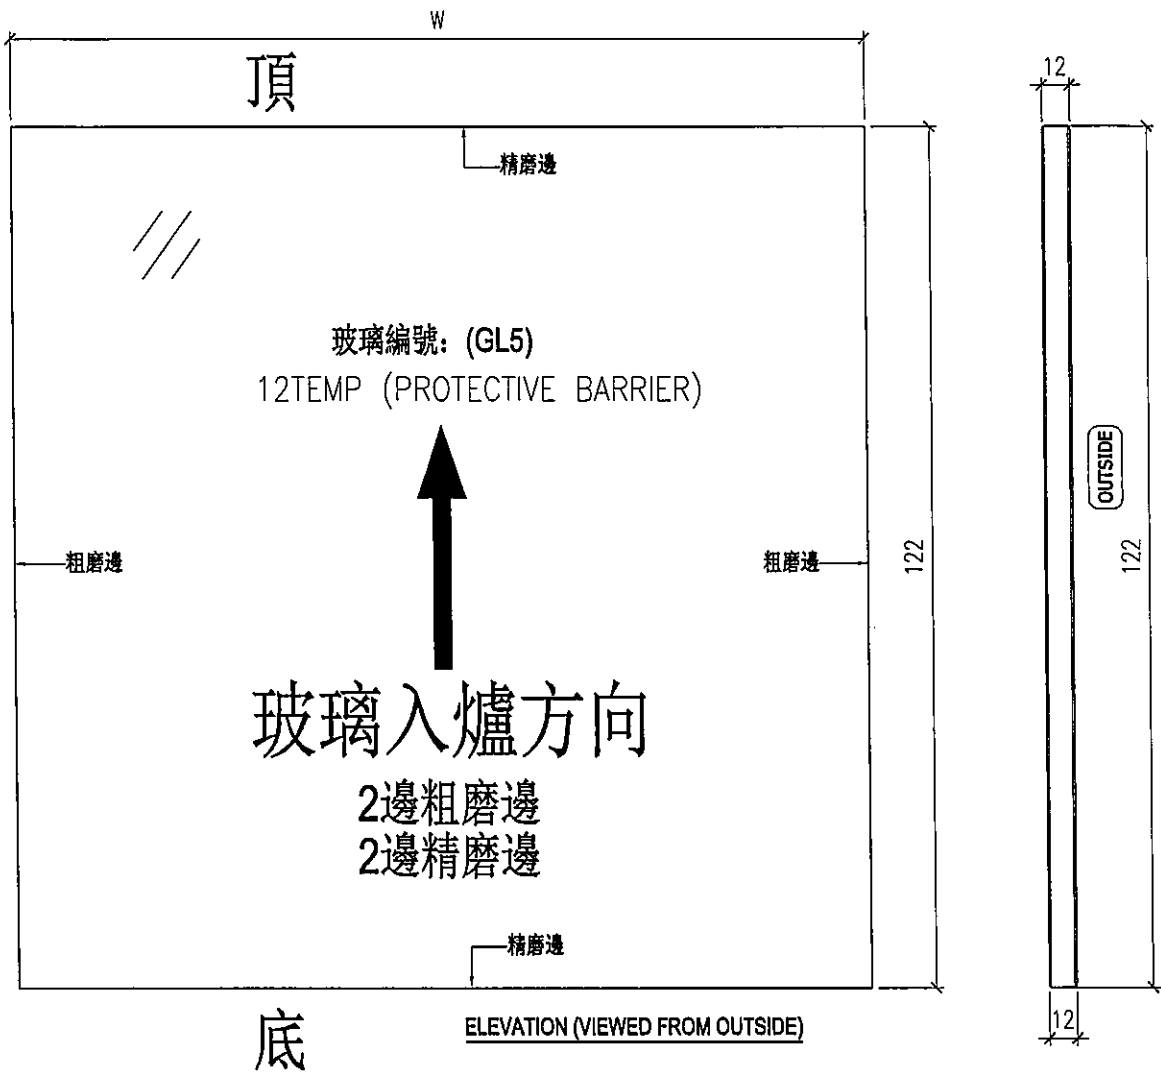 W
頂
12
精磨邊
玻璃編號: (GL5)
12TEMP (PROTECTIVE BARRIER)
OUTSIDE
粗磨邊
粗磨邊
122
122
玻璃入爐方向
2邊粗磨邊
2邊精磨邊
精磨邊
底
ELEVATION (VIEWED FROM OUTSIDE)
12